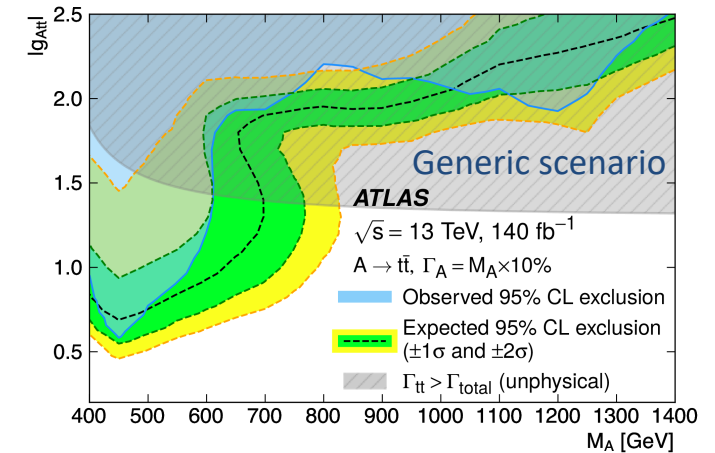 |g_Att|
2.5
2.0
1.5
1.0
0.5
Generic scenario
ATLAS
√s = 13 TeV, 140 fb⁻¹
A → tt̄, Γ_A = M_A×10%
Observed 95% CL exclusion
Expected 95% CL exclusion
(±1σ and ±2σ)
Γ_tt > Γ_total (unphysical)
400 500 600 700 800 900 1000 1100 1200 1300 1400
M_A [GeV]